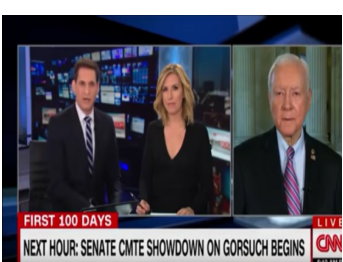 FIRST 100 DAYS
LIVE
NEXT HOUR: SENATE CMTE SHOWDOWN ON GORSUCH BEGINS
CNN